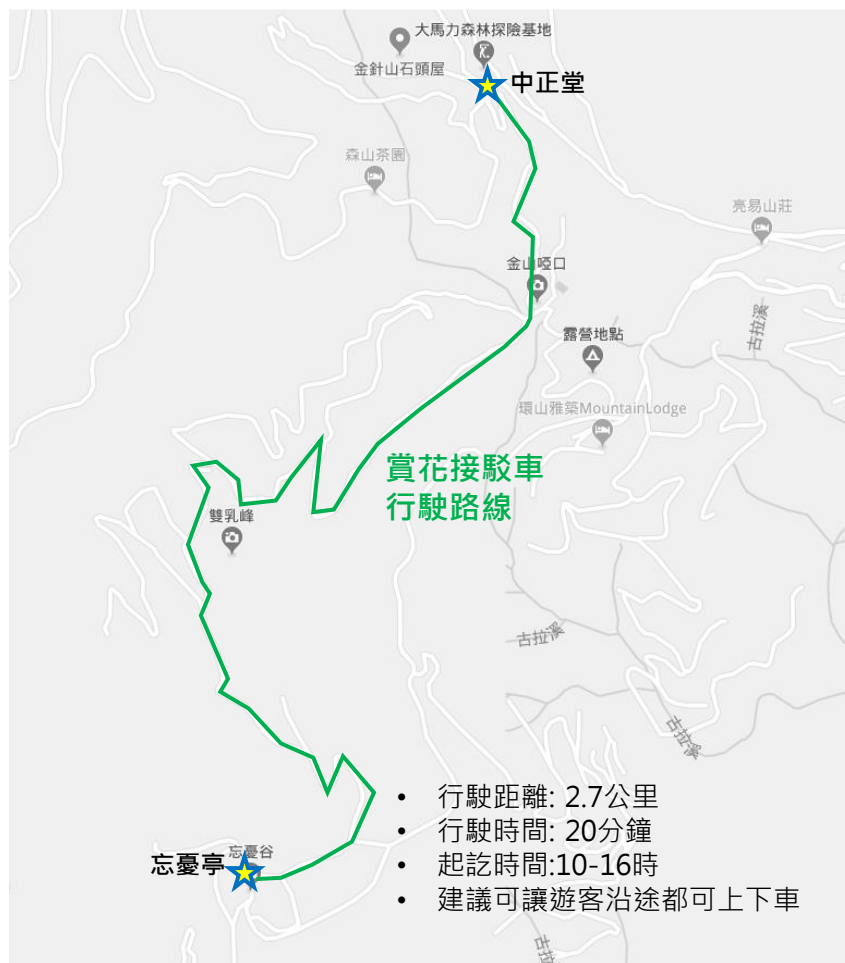 大馬力森林探險基地
金針山石頭屋
中正堂
森山茶園
亮易山莊
金山啞口
古拉溪
露營地點
環山雅築MountainLodge
賞花接駁車
行駛路線
雙乳峰
古拉溪
古拉溪
• 行駛距離: 2.7公里
• 行駛時間: 20分鐘
忘憂谷
忘憂亭
• 起訖時間:10-16時
• 建議可讓遊客沿途都可上下車
古拉